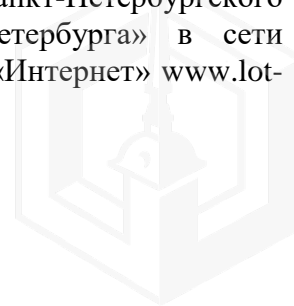 анкт-Петербургского
етербурга» в сети
«Интернет» www.lot-